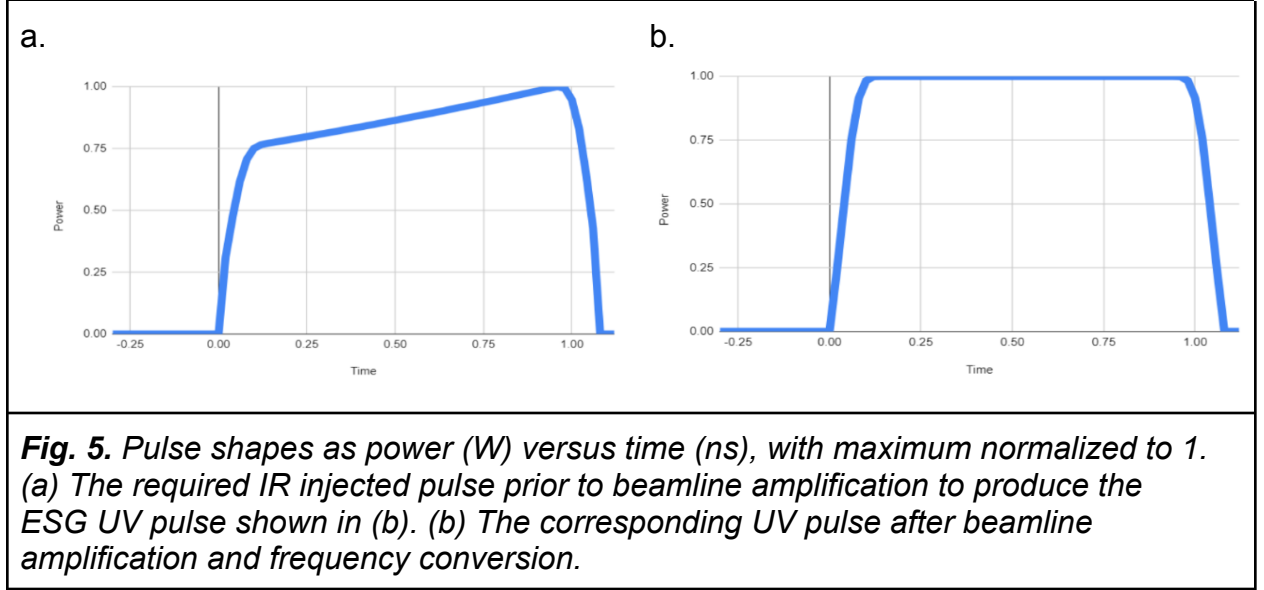 a.
b.
1.00
0.75
0.50
0.25
0.00
Power
-0.25 0.00 0.25 0.50 0.75 1.00
Time
1.00
0.75
0.50
0.25
0.00
Power
-0.25 0.00 0.25 0.50 0.75 1.00
Time
Fig. 5. Pulse shapes as power (W) versus time (ns), with maximum normalized to 1.
(a) The required IR injected pulse prior to beamline amplification to produce the
ESG UV pulse shown in (b). (b) The corresponding UV pulse after beamline
amplification and frequency conversion.